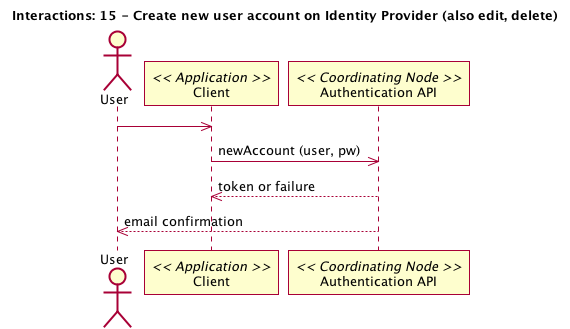 Interactions: 15 - Create new user account on Identity Provider (also edit, delete)
User
<< Application >>
Client
<< Coordinating Node >>
Authentication API
newAccount (user, pw)
token or failure
email confirmation
User
<< Application >>
Client
<< Coordinating Node >>
Authentication API